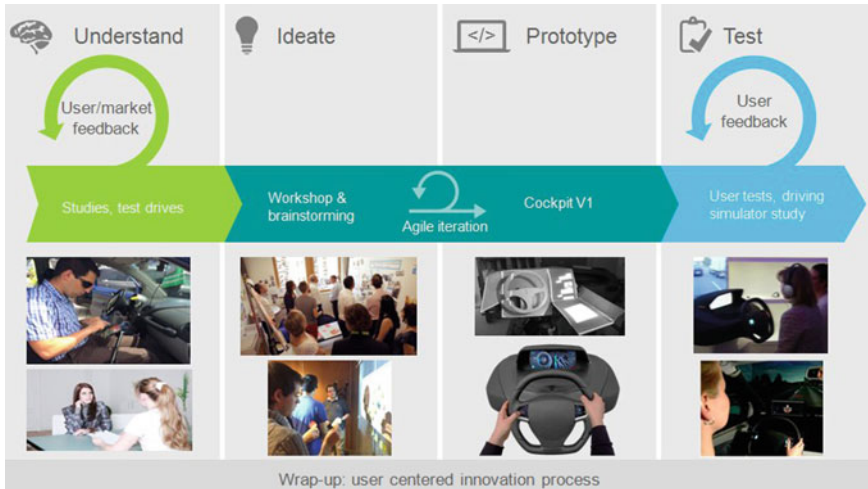 Understand
Ideate
</>
Prototype
Test
User/market
feedback
User
feedback
Studies, test drives
Workshop &
brainstorming
Agile iteration
Cockpit V1
User tests, driving
simulator study
Wrap-up: user centered innovation process